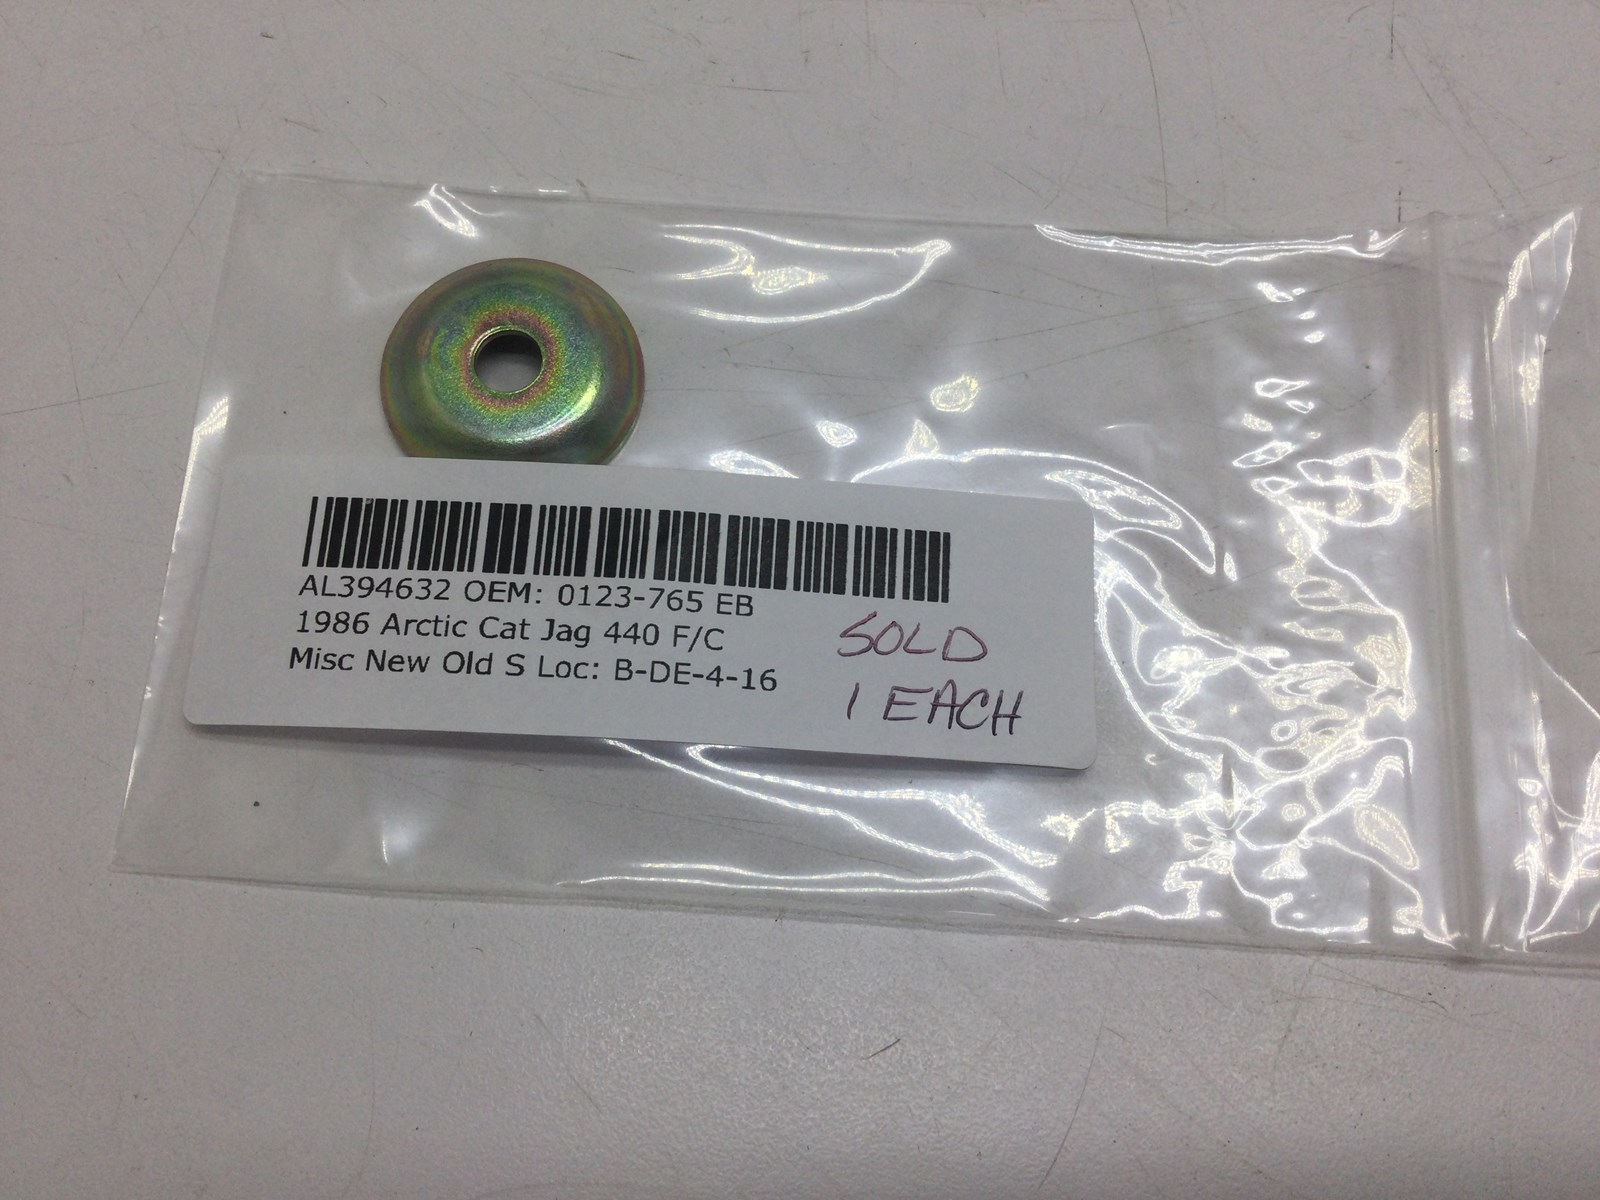 AL394632 OEM: 0123-765 EB
1986 Arctic Cat Jag 440 F/C
Misc New Old S Loc: B-DE-4-16
SOLD
1 EACH